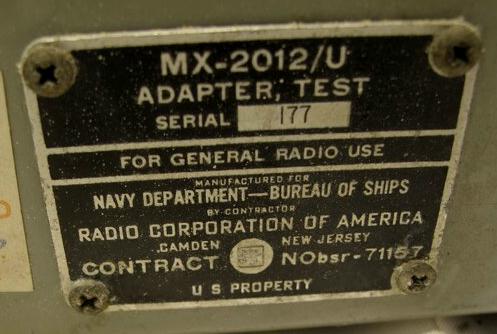 MX-2012/U
ADAPTER, TEST
SERIAL 177
FOR GENERAL RADIO USE
MANUFACTURED FOR
NAVY DEPARTMENT—BUREAU OF SHIPS
BY CONTRACTOR
RADIO CORPORATION OF AMERICA
CAMDEN NEW JERSEY
CONTRACT NObsr-71157
U S PROPERTY